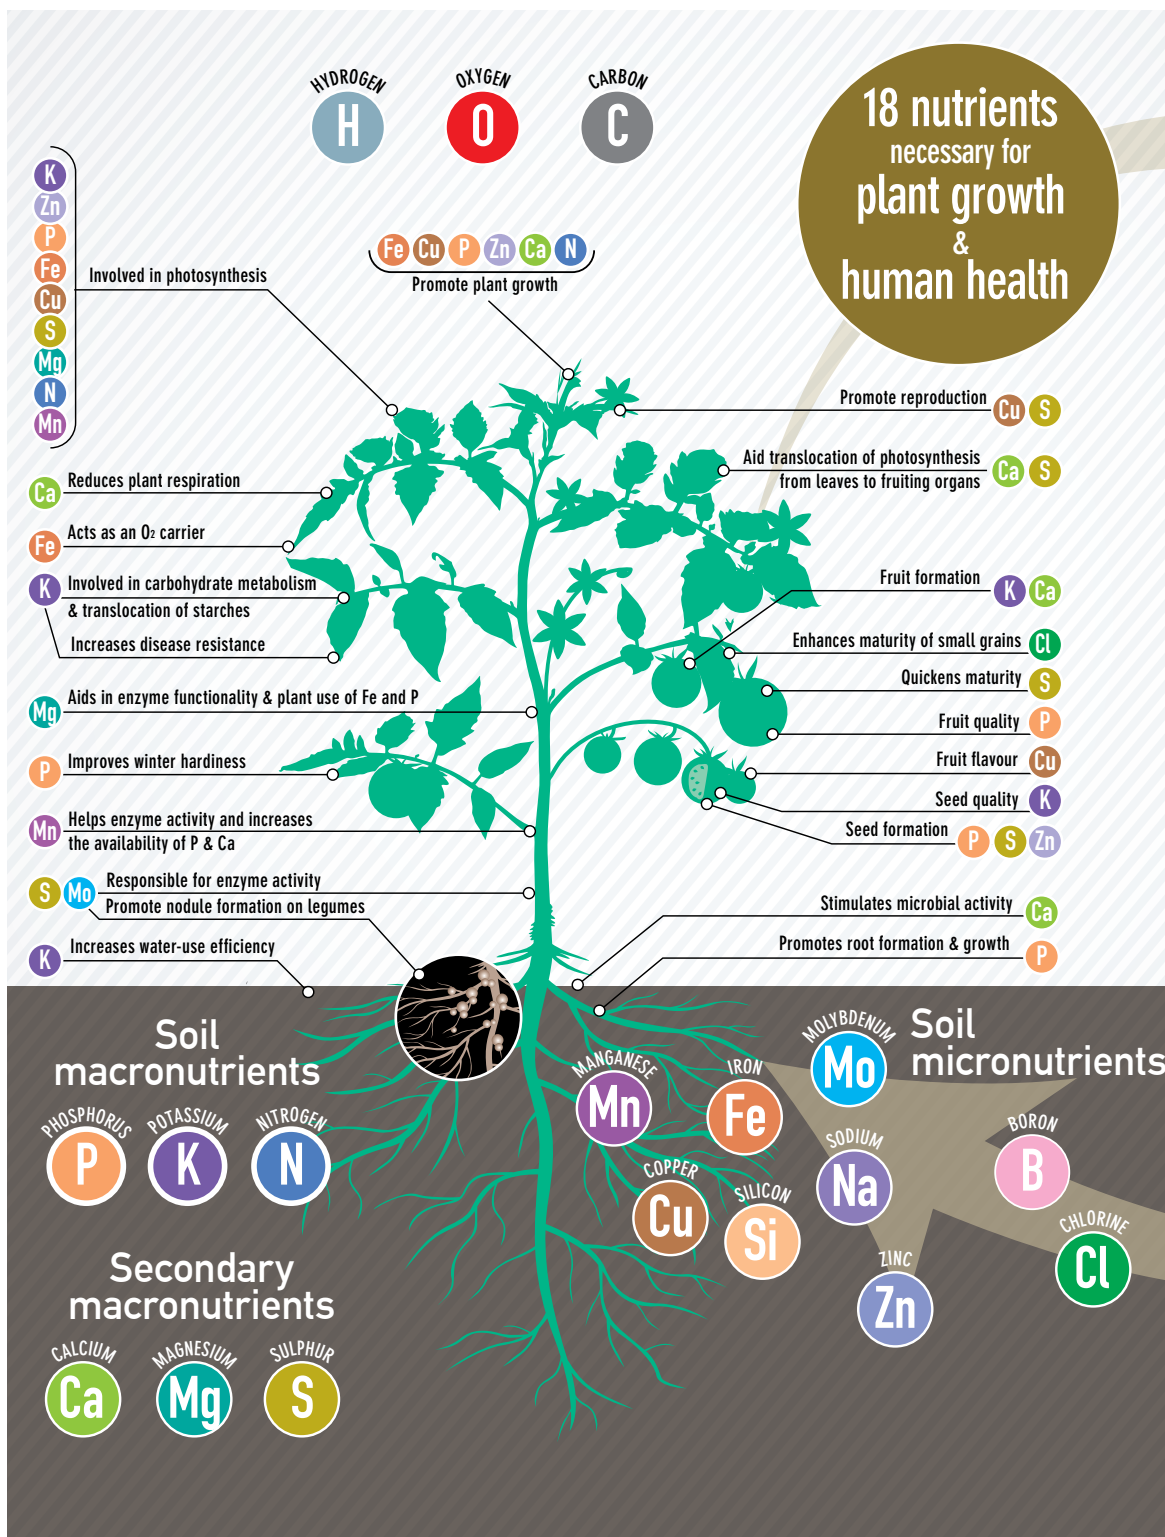 HYDROGEN
H
OXYGEN
O
CARBON
C
18 nutrients
necessary for
plant growth
&
human health
K
Zn
P
Fe
Cu
S
Mg
N
Mn
Involved in photosynthesis
Fe Cu P Zn Ca N
Promote plant growth
Promote reproduction
Cu S
Aid translocation of photosynthesis
from leaves to fruiting organs
Ca S
Ca
Reduces plant respiration
Fe
Acts as an O2 carrier
K
Involved in carbohydrate metabolism
& translocation of starches
Increases disease resistance
Mg
Aids in enzyme functionality & plant use of Fe and P
P
Improves winter hardiness
Mn
Helps enzyme activity and increases
the availability of P & Ca
S Mo
Responsible for enzyme activity
Promote nodule formation on legumes
K
Increases water-use efficiency
Fruit formation
K Ca
Enhances maturity of small grains
Cl
Quickens maturity
S
Fruit quality
P
Fruit flavour
Cu
Seed quality
K
Seed formation
P S Zn
Stimulates microbial activity
Ca
Promotes root formation & growth
P
Soil
macronutrients
PHOSPHORUS
P
POTASSIUM
K
NITROGEN
N
Secondary
macronutrients
CALCIUM
Ca
MAGNESIUM
Mg
SULPHUR
S
Soil
micronutrients
MOLYBDENUM
Mo
MANGANESE
Mn
IRON
Fe
SODIUM
Na
BORON
B
COPPER
Cu
SILICON
Si
CHLORINE
Cl
ZINC
Zn